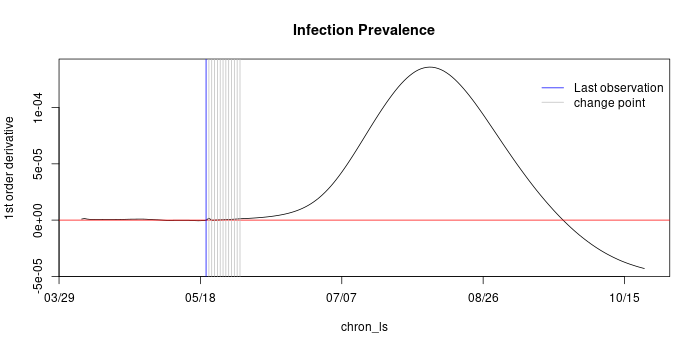 Infection Prevalence
1st order derivative
1e-04
5e-05
0e+00
-5e-05
Last observation
change point
03/29
05/18
07/07
08/26
10/15
chron_ls